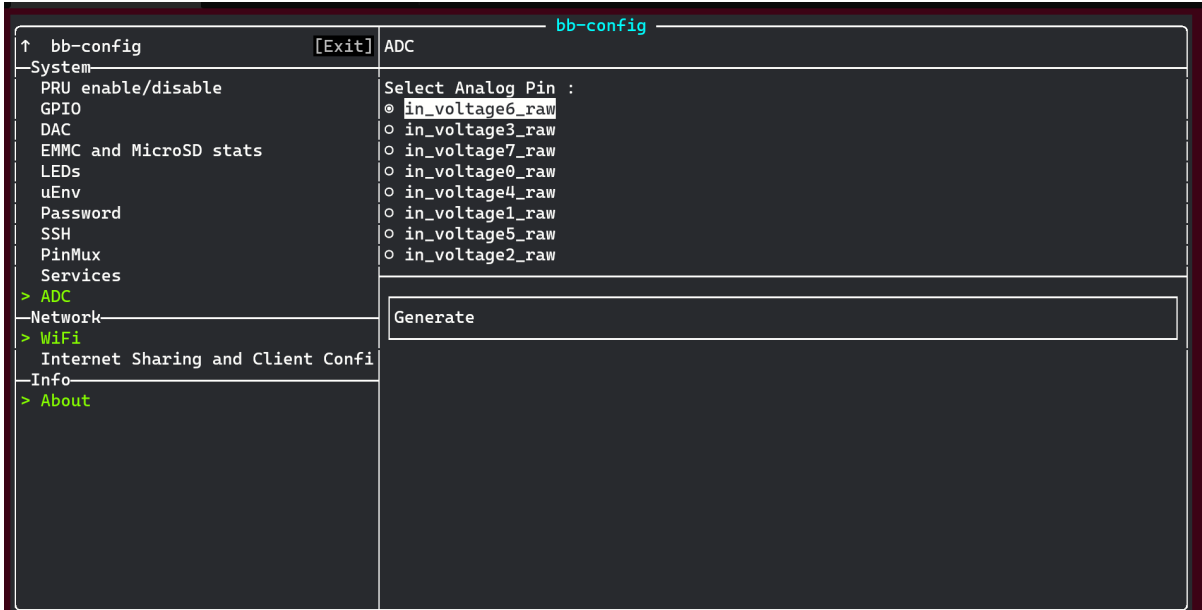 bb-config
↑ bb-config [Exit]
System
PRU enable/disable
GPIO
DAC
EMMC and MicroSD stats
LEDs
uEnv
Password
SSH
PinMux
Services
> ADC
Network
> WiFi
Internet Sharing and Client Confi
Info
> About
ADC
Select Analog Pin :
in_voltage6_raw
in_voltage3_raw
in_voltage7_raw
in_voltage0_raw
in_voltage4_raw
in_voltage1_raw
in_voltage5_raw
in_voltage2_raw
Generate